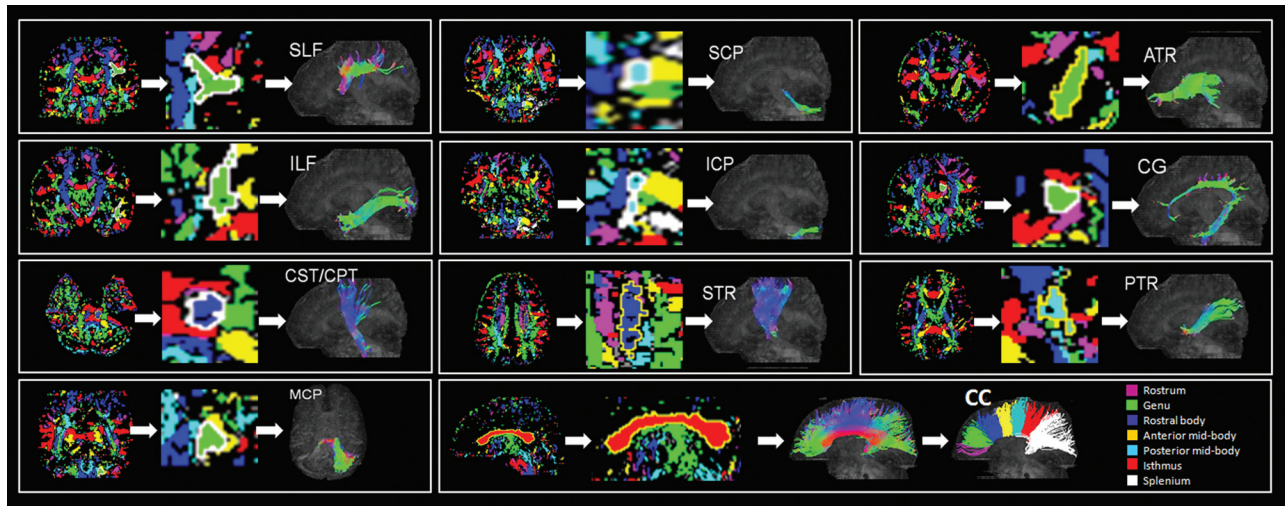 SLF
SCP
ATR
ILF
ICP
CG
CST/CPT
STR
PTR
MCP
CC
Rostrum
Genu
Rostral body
Anterior mid-body
Posterior mid-body
Isthmus
Splenium